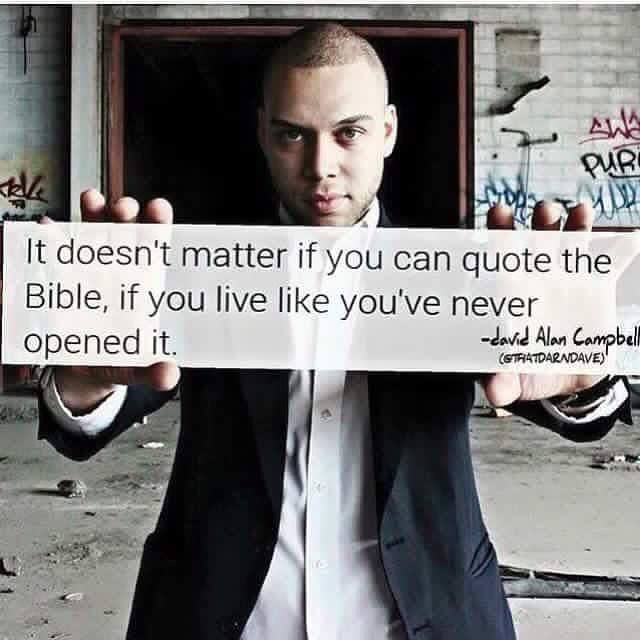 It doesn't matter if you can quote the
Bible, if you live like you've never
opened it.
-david Alan Campbell
(@THATDARNDAVE)
PURI